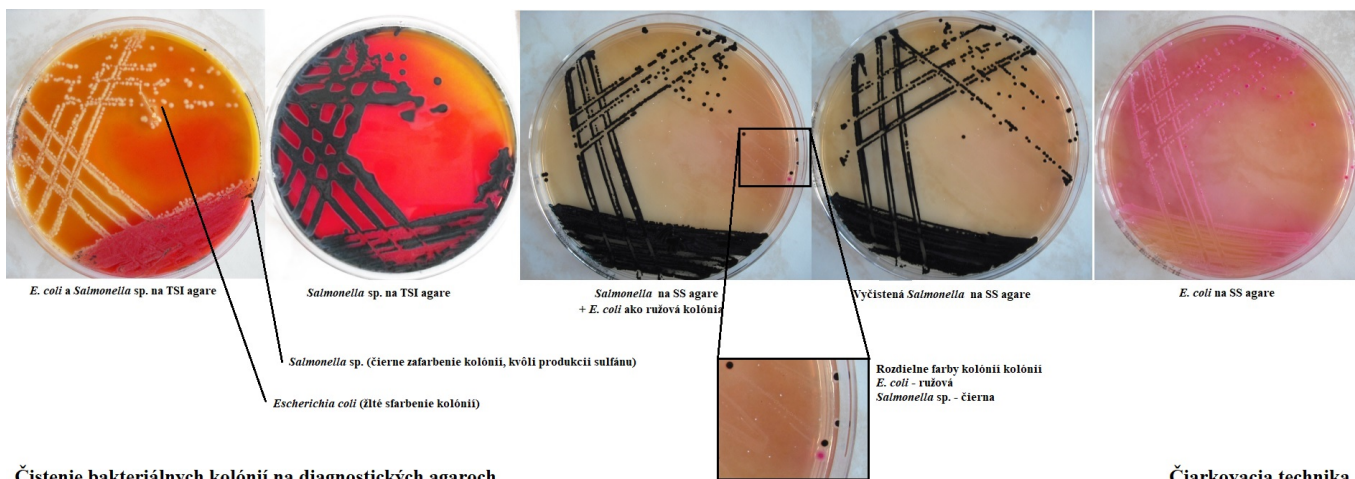 E. coli a Salmonella sp. na TSI agare
Salmonella sp. na TSI agare
Salmonella na SS agare
+ E. coli ako ružová kolónia
Vyčistená Salmonella na SS agare
E. coli na SS agare
Salmonella sp. (čierne zafarbenie kolónií, kvôli produkcií sulfánu)
Escherichia coli (žlté sfarbenie kolónií)
Rozdielne farby kolónií kolónií
E. coli - ružová
Salmonella sp. - čierna
Čistenie bakteriálnych kolónií na diagnostických agaroch
Čiarkovacia technika